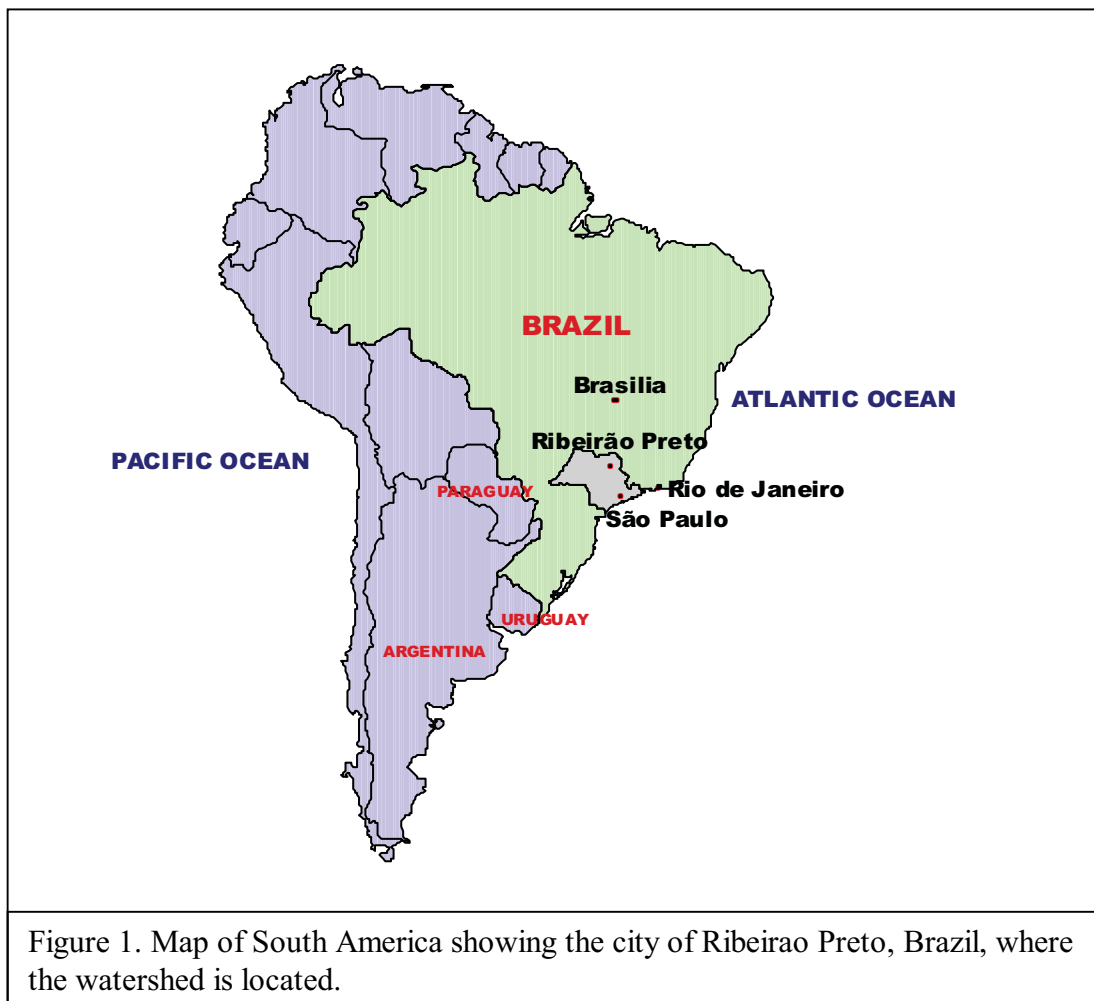 BRAZIL
Brasilia
ATLANTIC OCEAN
Ribeirão Preto
PACIFIC OCEAN
PARAGUAY
Rio de Janeiro
São Paulo
URUGUAY
ARGENTINA
Figure 1. Map of South America showing the city of Ribeirao Preto, Brazil, where
the watershed is located.